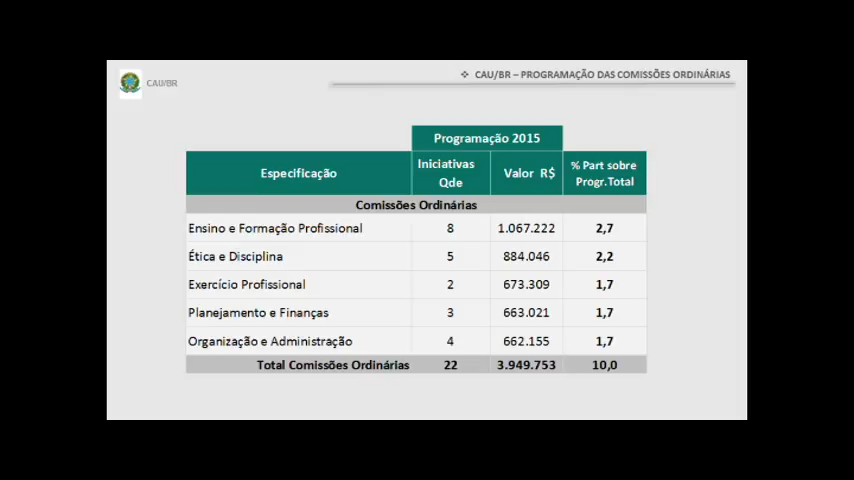 CAU/BR
❖ CAU/BR – PROGRAMAÇÃO DAS COMISSÕES ORDINÁRIAS
Programação 2015
Especificação Iniciativas Qde Valor R$ % Part sobre Progr.Total
Comissões Ordinárias
Ensino e Formação Profissional 8 1.067.222 2,7
Ética e Disciplina 5 884.046 2,2
Exercício Profissional 2 673.309 1,7
Planejamento e Finanças 3 663.021 1,7
Organização e Administração 4 662.155 1,7
Total Comissões Ordinárias 22 3.949.753 10,0